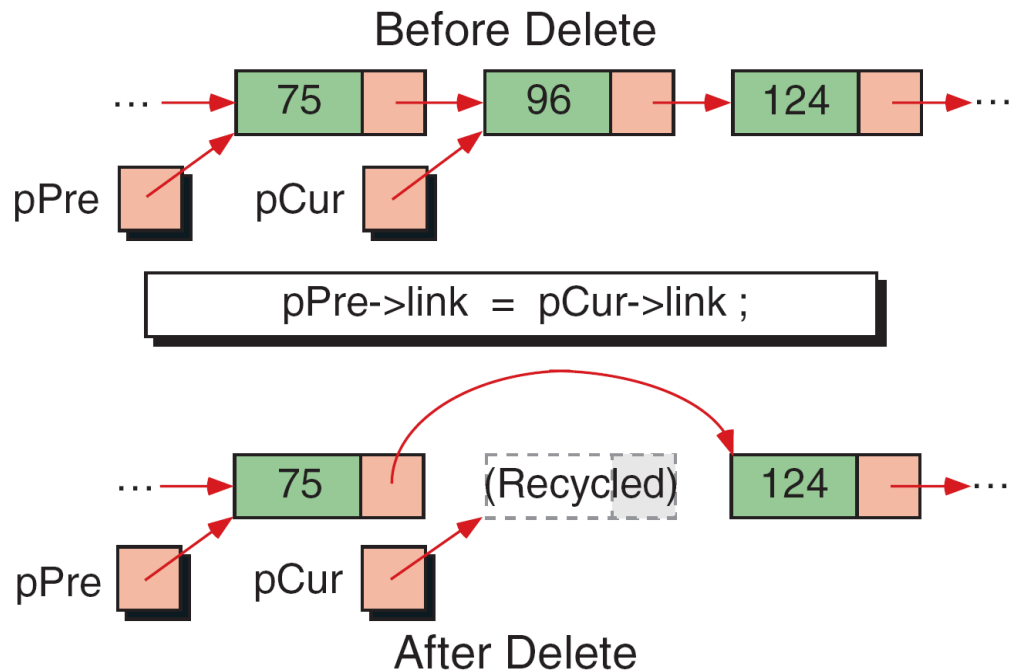 Before Delete
... 75 96 124 ...
pPre pCur
pPre->link = pCur->link ;
... 75 (Recycled) 124 ...
pPre pCur
After Delete